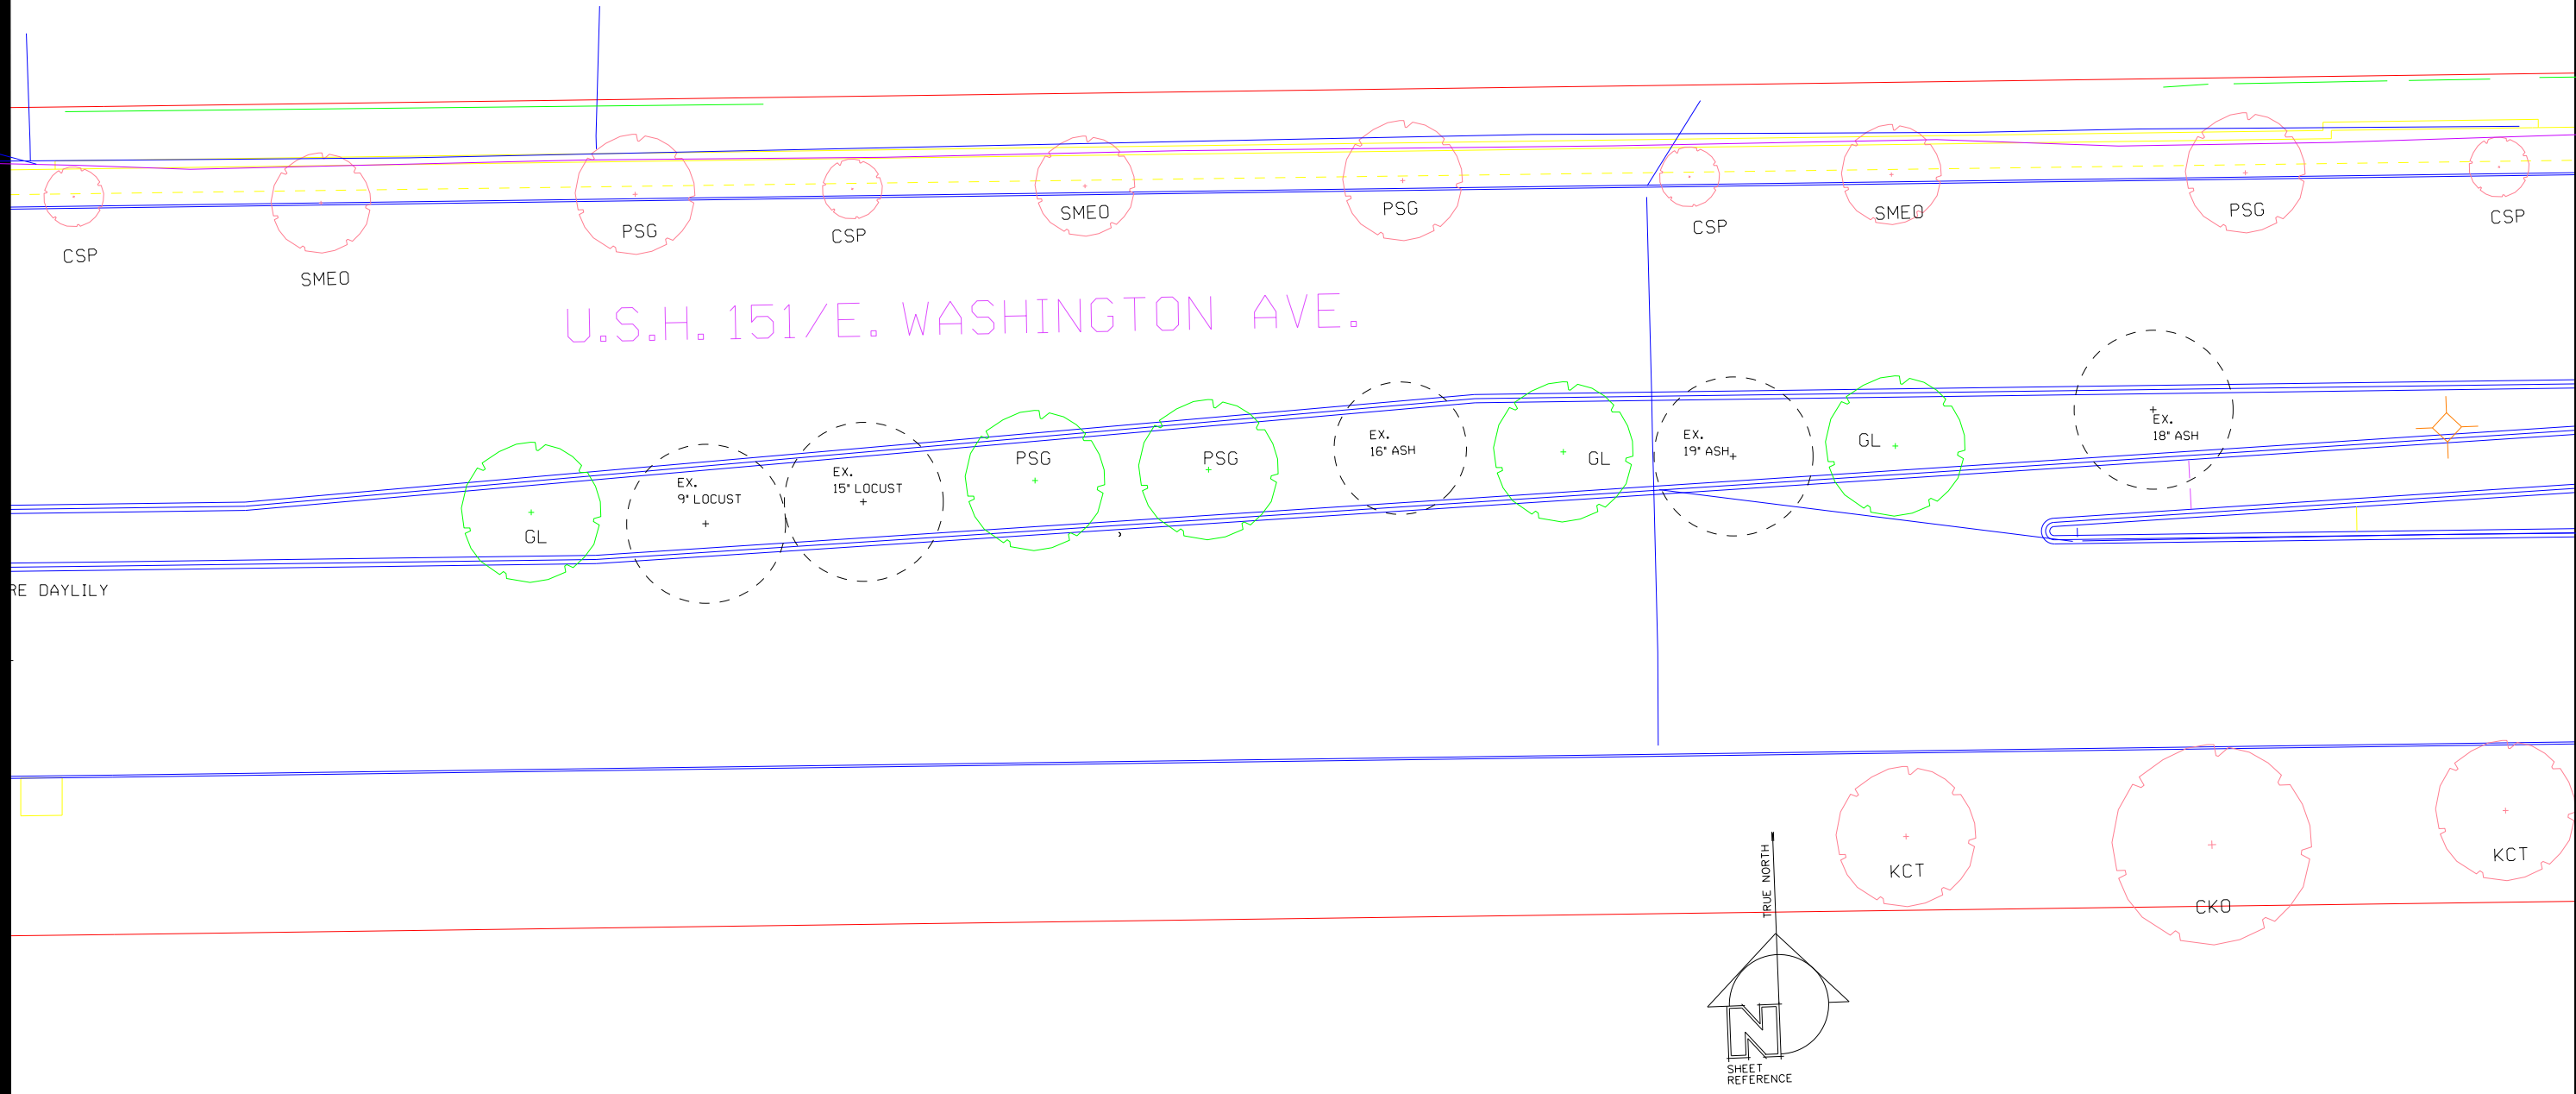 CSP
SMEO
PSG
CSP
SMEO
PSG
CSP
SMEO
PSG
CSP
U.S.H. 151/E. WASHINGTON AVE.
GL
EX.
9" LOCUST
EX.
15" LOCUST
PSG
PSG
EX.
16" ASH
GL
EX.
19" ASH
GL
EX.
18" ASH
RE DAYLILY
KCT
CKO
KCT
TRUE NORTH
N
SHEET
REFERENCE